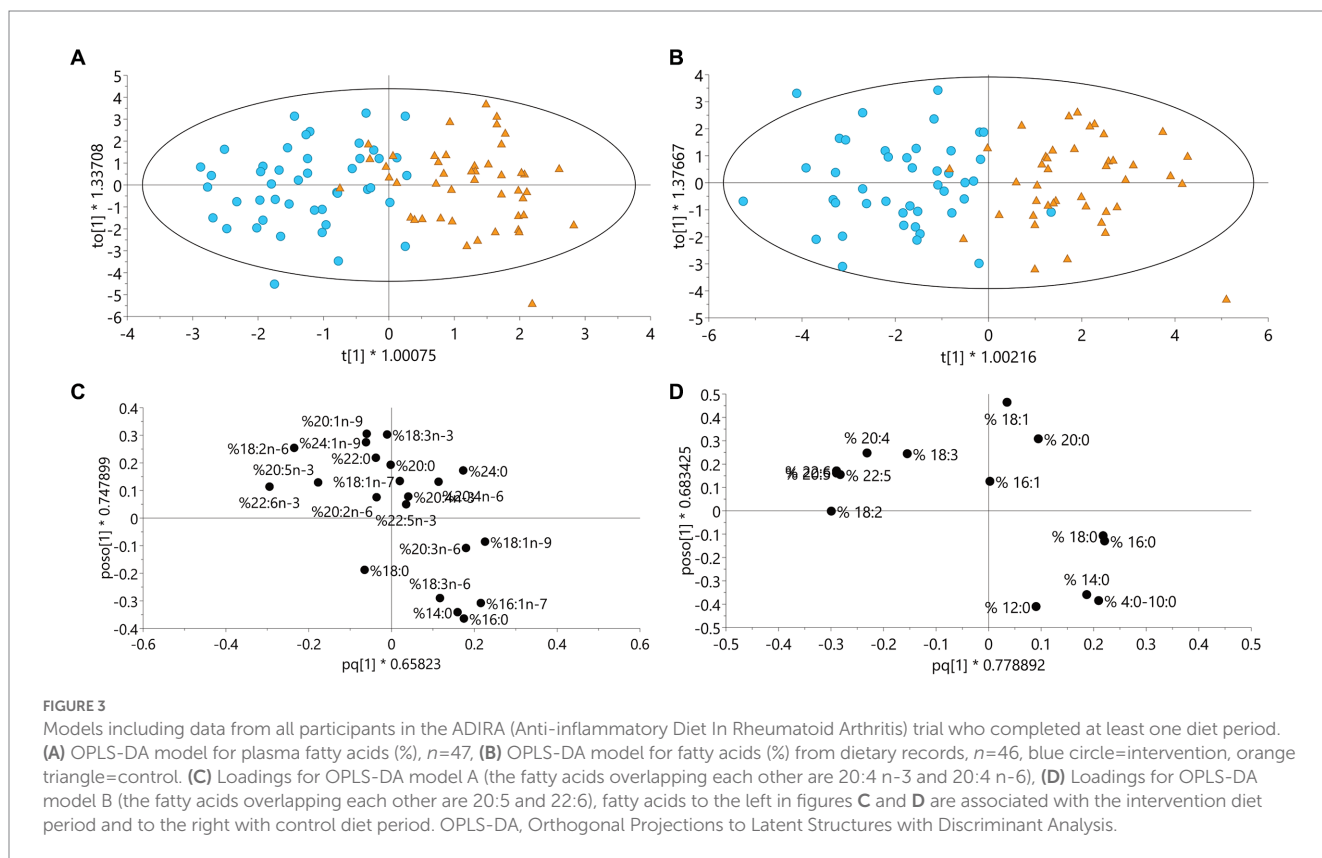 A
5
4
3
2
1
0
-1
-2
-3
-4
-5
-6
to[1] * 1.33708
-4 -3 -2 -1 0 1 2 3 4
t[1] * 1.00075
B
4
3
2
1
0
-1
-2
-3
-4
-5
to[1] * 1.37667
-6 -4 -2 0 2 4 6
t[1] * 1.00216
C
0.4
0.3
0.2
0.1
0
-0.1
-0.2
-0.3
-0.4
poso[1] * 0.747899
%20:1n-9
%18:3n-3
%18:2n-6
%24:1n-9
%22:0
%20:0
%24:0
%20:5n-3
%18:1n-7
%22:6n-3
%20:4n-3
%20:4n-6
%20:2n-6
%22:5n-3
%20:3n-6
%18:1n-9
%18:0
%18:3n-6
%16:1n-7
%14:0
%16:0
-0.6 -0.4 -0.2 0 0.2 0.4 0.6
pq[1] * 0.65823
D
0.5
0.4
0.3
0.2
0.1
0
-0.1
-0.2
-0.3
-0.4
-0.5
poso[1] * 0.683425
% 18:1
% 20:0
% 20:4
% 18:3
% 22:6
% 20:5
% 22:5
% 16:1
% 18:2
% 18:0
% 16:0
% 14:0
% 12:0
% 4:0-10:0
-0.5 -0.4 -0.3 -0.2 -0.1 0 0.1 0.2 0.3 0.4 0.5
pq[1] * 0.778892
FIGURE 3
Models including data from all participants in the ADIRA (Anti-inflammatory Diet In Rheumatoid Arthritis) trial who completed at least one diet period.
(A) OPLS-DA model for plasma fatty acids (%), n=47, (B) OPLS-DA model for fatty acids (%) from dietary records, n=46, blue circle=intervention, orange
triangle=control. (C) Loadings for OPLS-DA model A (the fatty acids overlapping each other are 20:4 n-3 and 20:4 n-6), (D) Loadings for OPLS-DA
model B (the fatty acids overlapping each other are 20:5 and 22:6), fatty acids to the left in figures C and D are associated with the intervention diet
period and to the right with control diet period. OPLS-DA, Orthogonal Projections to Latent Structures with Discriminant Analysis.